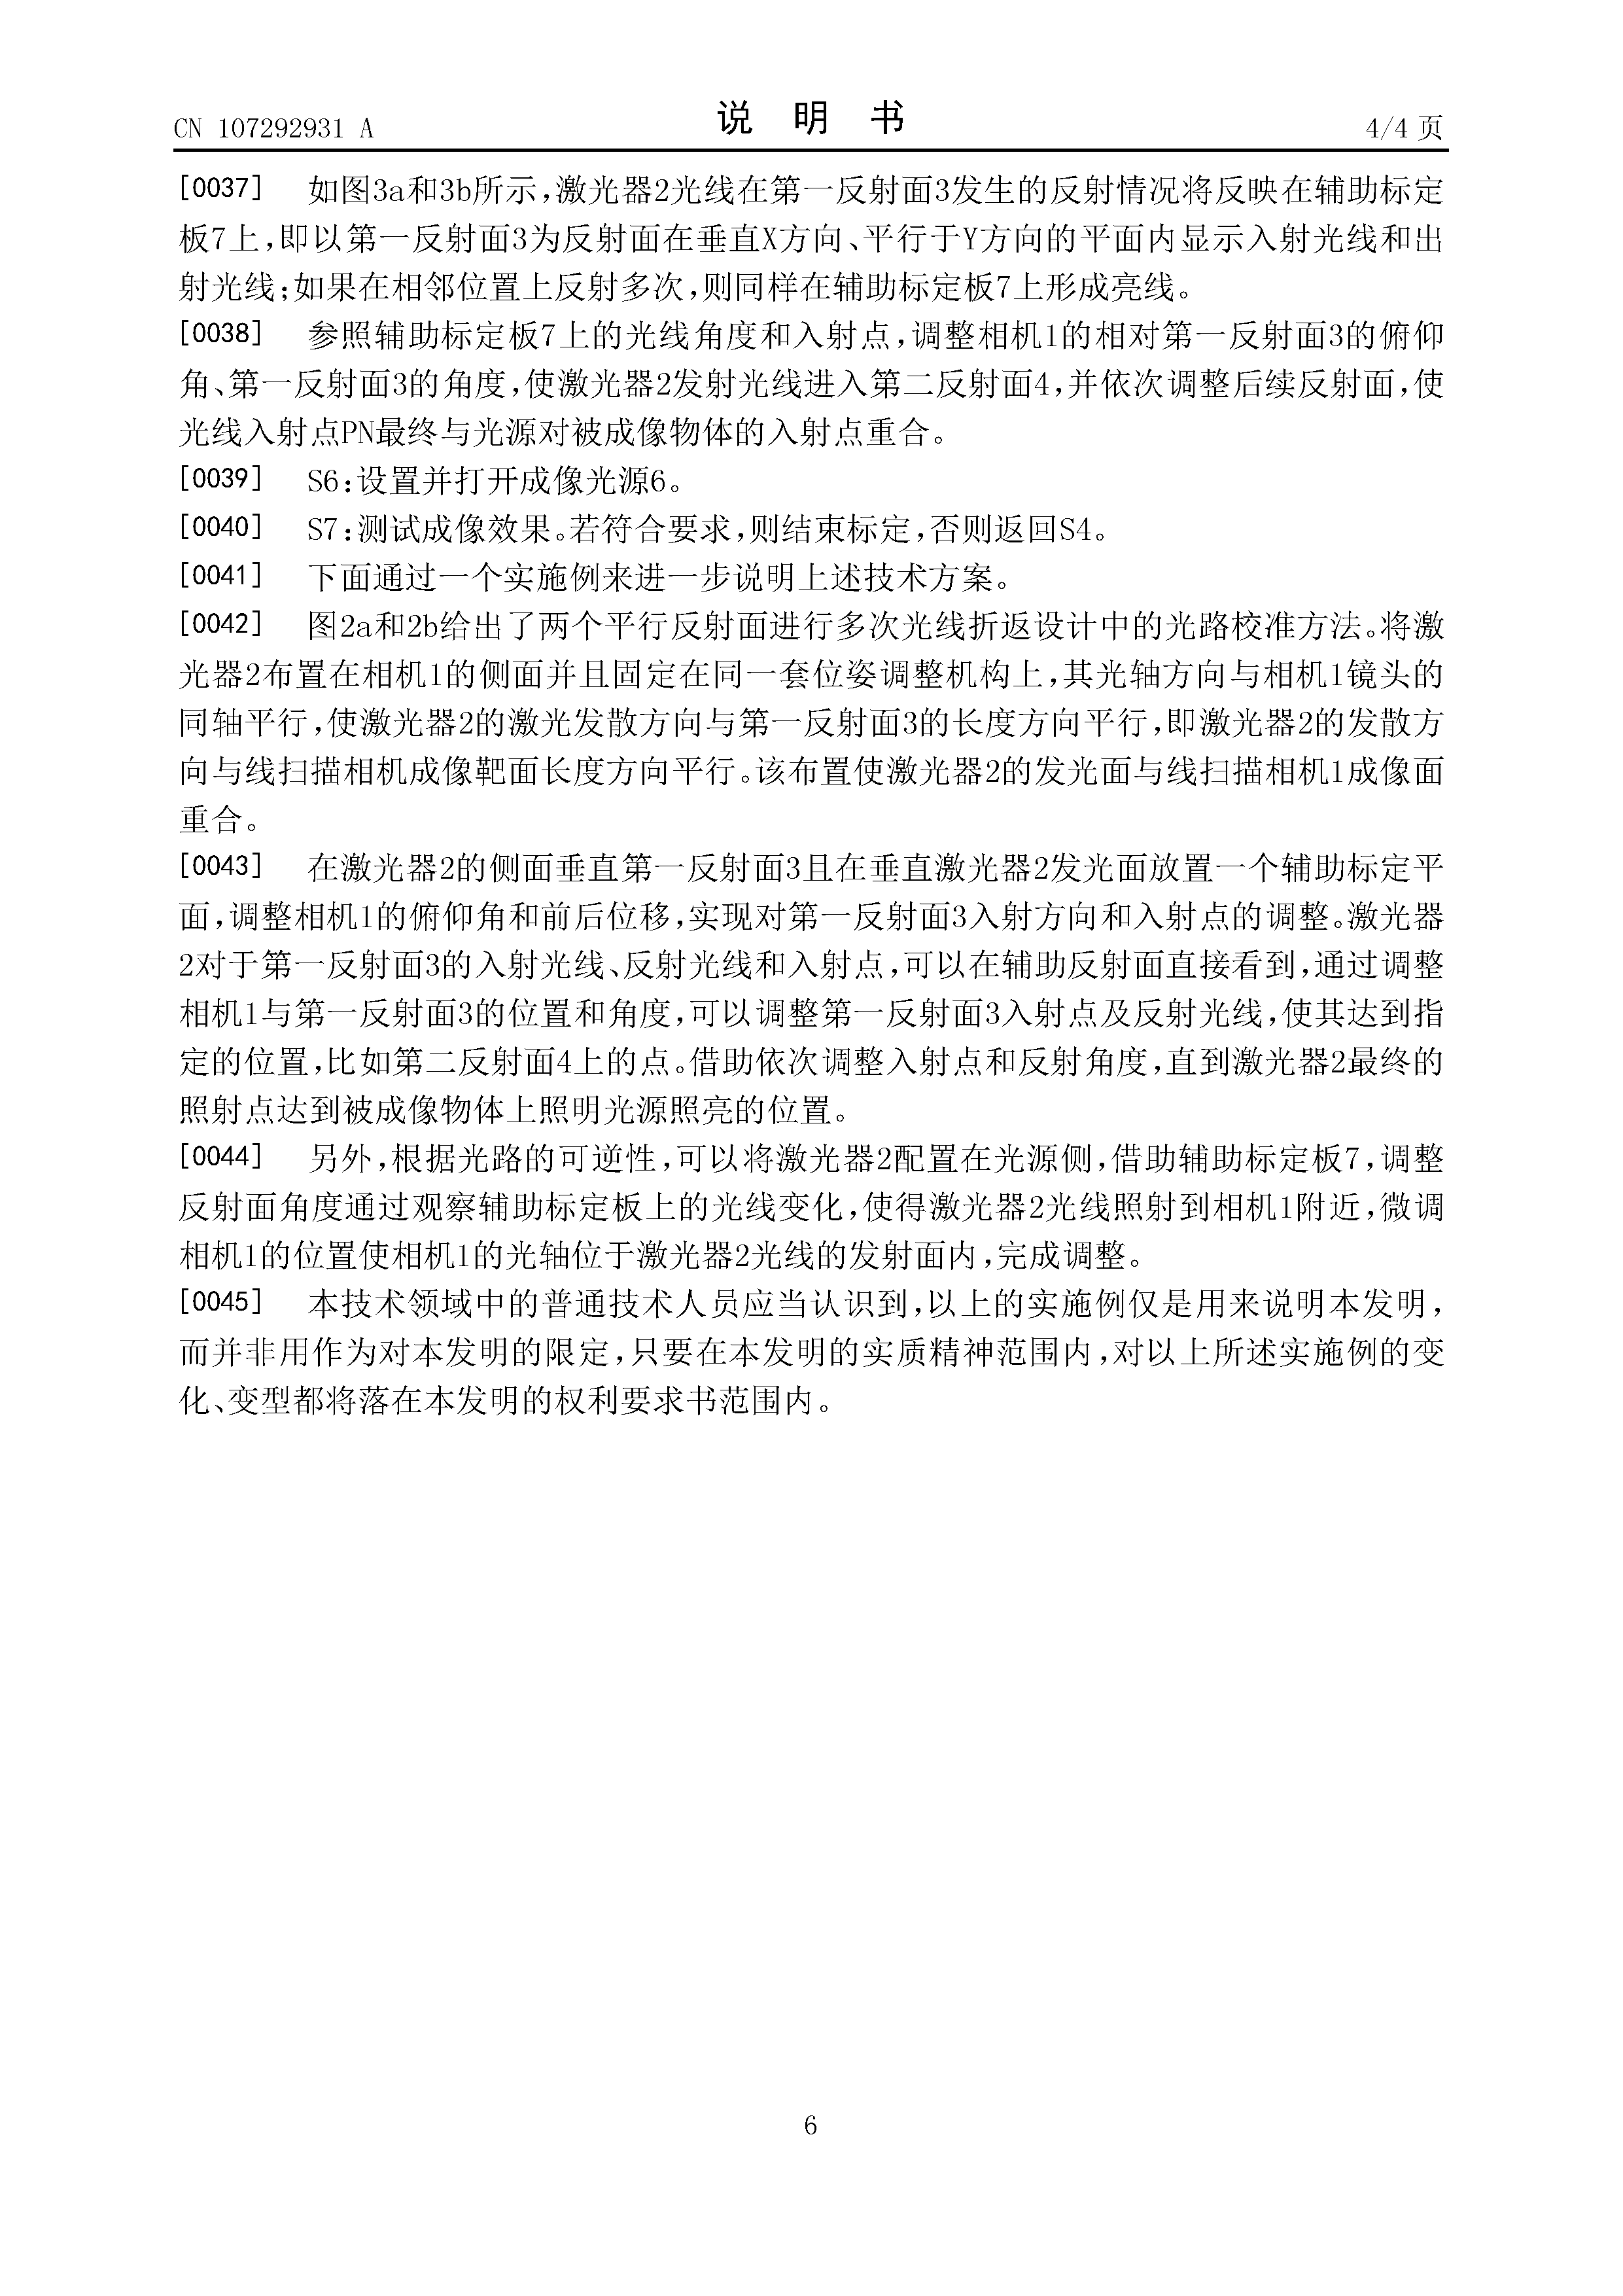 CN 107292931 A
说 明 书
4/4 页
[0037] 如图3a和3b所示,激光器2光线在第一反射面3发生的反射情况将反映在辅助标定
板7上,即以第一反射面3为反射面在垂直X方向、平行于Y方向的平面内显示入射光线和出
射光线;如果在相邻位置上反射多次,则同样在辅助标定板7上形成亮线。
[0038] 参照辅助标定板7上的光线角度和入射点,调整相机1的相对第一反射面3的俯仰
角、第一反射面3的角度,使激光器2发射光线进入第二反射面4,并依次调整后续反射面,使
光线入射点PN最终与光源对被成像物体的入射点重合。
[0039] S6:设置并打开成像光源6。
[0040] S7:测试成像效果。若符合要求,则结束标定,否则返回S4。
[0041] 下面通过一个实施例来进一步说明上述技术方案。
[0042] 图2a和2b给出了两个平行反射面进行多次光线折返设计中的光路校准方法。将激
光器2布置在相机1的侧面并且固定在同一套位姿调整机构上,其光轴方向与相机1镜头的
同轴平行,使激光器2的激光发散方向与第一反射面3的长度方向平行,即激光器2的发散方
向与线扫描相机成像靶面长度方向平行。该布置使激光器2的发光面与线扫描相机1成像面
重合。
[0043] 在激光器2的侧面垂直第一反射面3且在垂直激光器2发光面放置一个辅助标定平
面,调整相机1的俯仰角和前后位移,实现对第一反射面3入射方向和入射点的调整。激光器
2对于第一反射面3的入射光线、反射光线和入射点,可以在辅助反射面直接看到,通过调整
相机1与第一反射面3的位置和角度,可以调整第一反射面3入射点及反射光线,使其达到指
定的位置,比如第二反射面4上的点。借助依次调整入射点和反射角度,直到激光器2最终的
照射点达到被成像物体上照明光源照亮的位置。
[0044] 另外,根据光路的可逆性,可以将激光器2配置在光源侧,借助辅助标定板7,调整
反射面角度通过观察辅助标定板上的光线变化,使得激光器2光线照射到相机1附近,微调
相机1的位置使相机1的光轴位于激光器2光线的发射面内,完成调整。
[0045] 本技术领域中的普通技术人员应当认识到,以上的实施例仅是用来说明本发明,
而并非用作为对本发明的限定,只要在本发明的实质精神范围内,对以上所述实施例的变
化、变型都将落在本发明的权利要求书范围内。
6